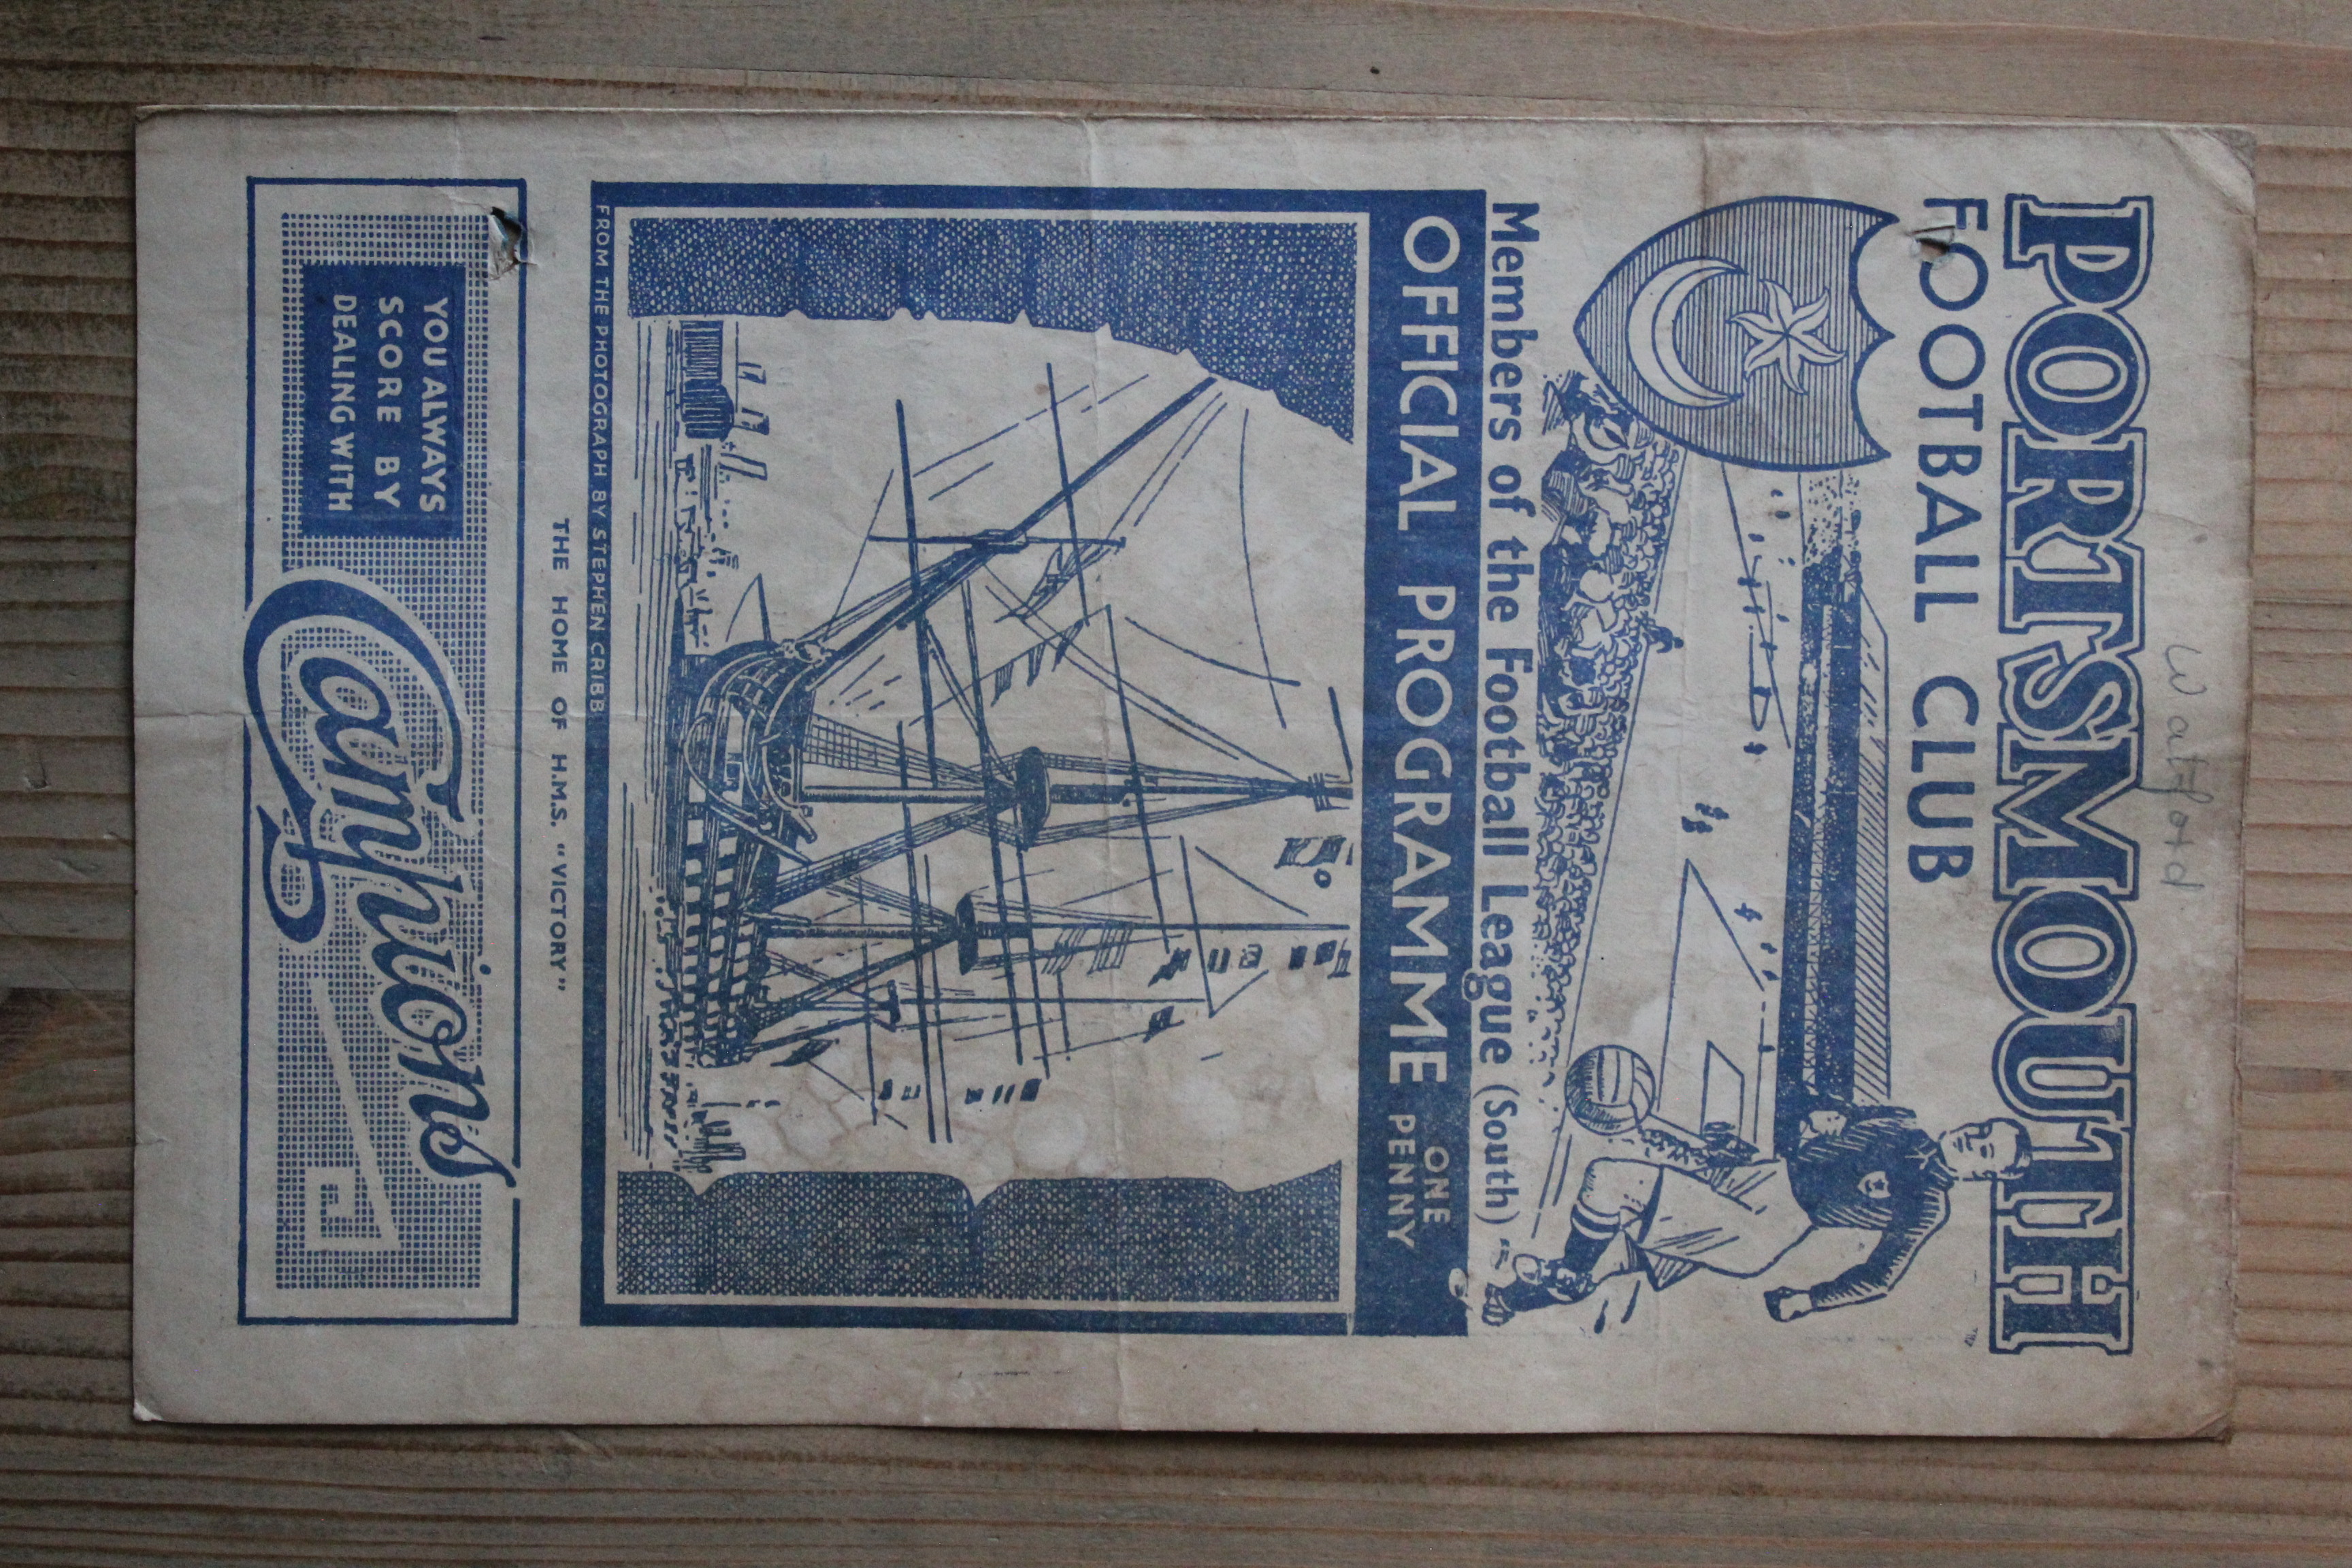 Watford
PORTSMOUTH
FOOTBALL CLUB
Members of the Football League (South)
OFFICIAL PROGRAMME ONE PENNY
FROM THE PHOTOGRAPH BY STEPHEN CRIBB
THE HOME OF H.M.S. "VICTORY"
YOU ALWAYS
SCORE BY
DEALING WITH
Camphions